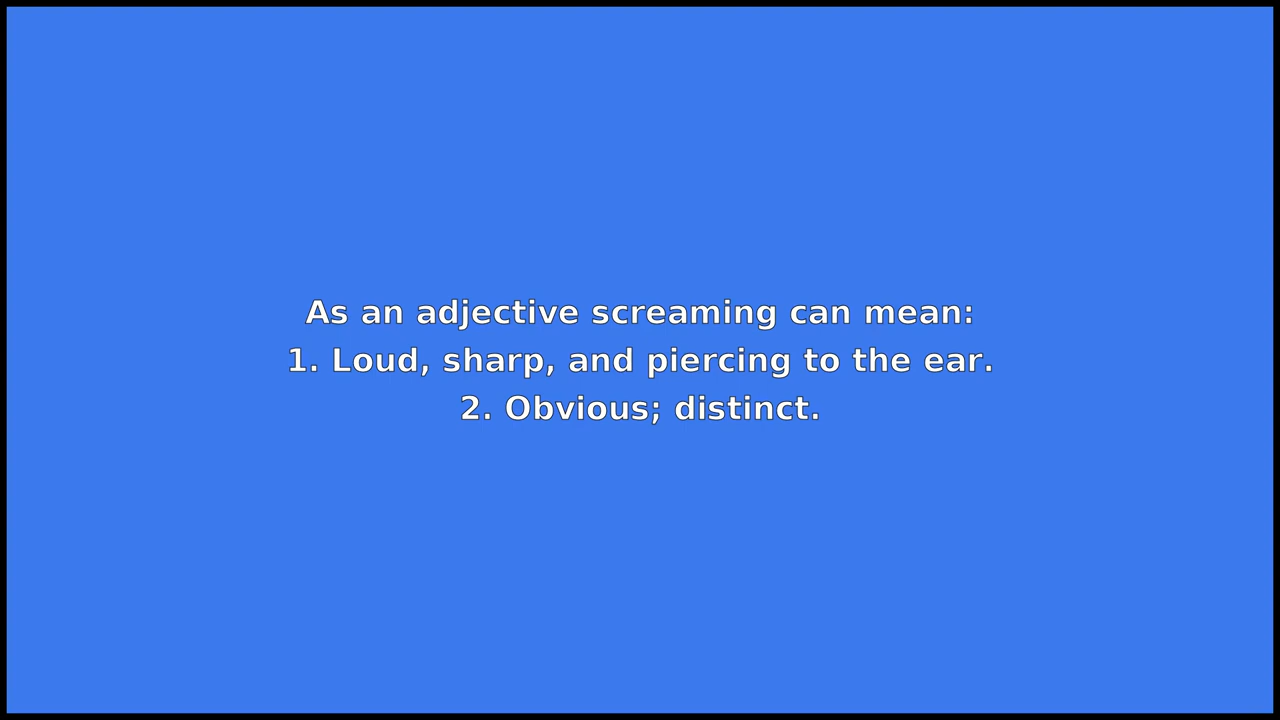 As an adjective screaming can mean:
1. Loud, sharp, and piercing to the ear.
2. Obvious; distinct.